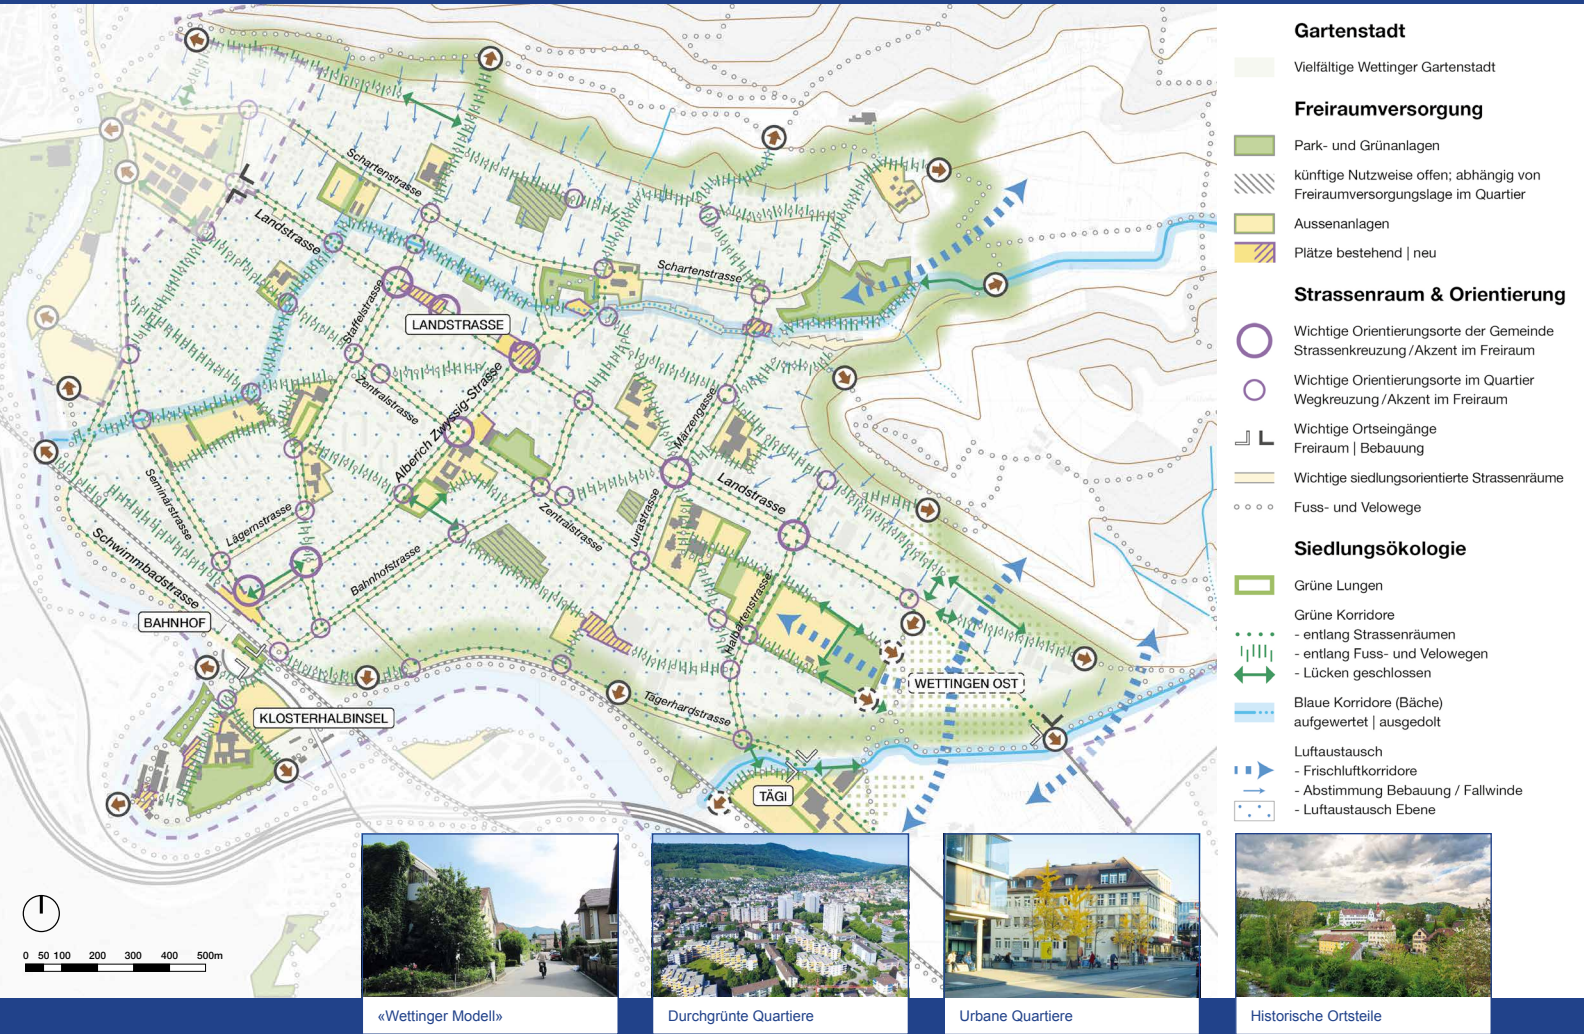 Schartenstrasse
Landstrasse
Schartenstrasse
Staffelstrasse
LANDSTRASSE
Zentralstrasse
Alberich Zwyssig-Strasse
Märzengasse
Landstrasse
Seminarstrasse
Lägernstrasse
Zentralstrasse
Jurastrasse
Schwimmbadstrasse
Bahnhofstrasse
Halbartenstrasse
BAHNHOF
WETTINGEN OST
Tägerhardstrasse
KLOSTERHALBINSEL
TÄGI
0 50 100 200 300 400 500m
Gartenstadt
Vielfältige Wettinger Gartenstadt
Freiraumversorgung
Park- und Grünanlagen
künftige Nutzweise offen; abhängig von
Freiraumversorgungslage im Quartier
Aussenanlagen
Plätze bestehend | neu
Strassenraum & Orientierung
Wichtige Orientierungsorte der Gemeinde
Strassenkreuzung / Akzent im Freiraum
Wichtige Orientierungsorte im Quartier
Wegkreuzung / Akzent im Freiraum
Wichtige Ortseingänge
Freiraum | Bebauung
Wichtige siedlungsorientierte Strassenräume
Fuss- und Velowege
Siedlungsökologie
Grüne Lungen
Grüne Korridore
- entlang Strassenräumen
- entlang Fuss- und Velowegen
- Lücken geschlossen
Blaue Korridore (Bäche)
aufgewertet | ausgedolt
Luftaustausch
- Frischluftkorridore
- Abstimmung Bebauung / Fallwinde
- Luftaustausch Ebene
«Wettinger Modell»
Durchgrünte Quartiere
Urbane Quartiere
Historische Ortsteile